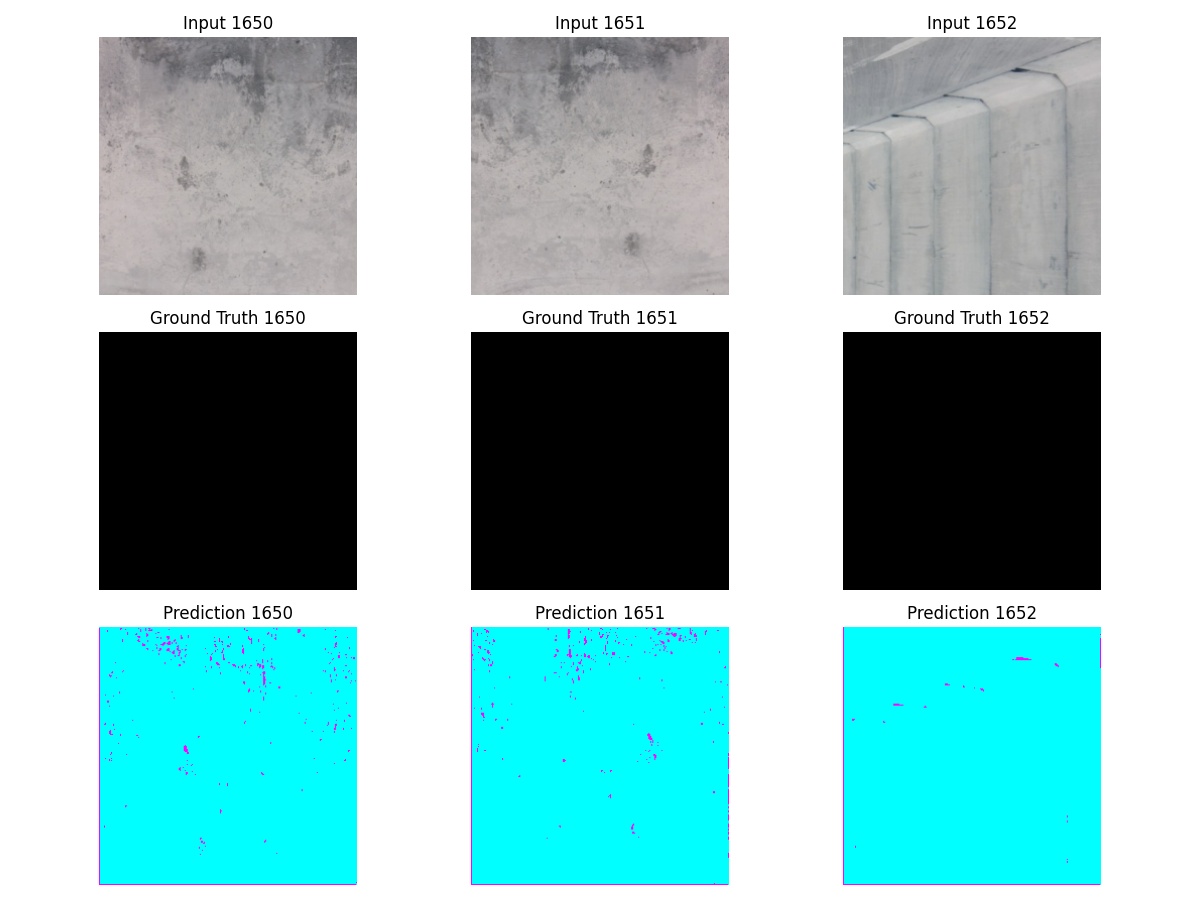 Input 1650
Input 1651
Input 1652
Ground Truth 1650
Ground Truth 1651
Ground Truth 1652
Prediction 1650
Prediction 1651
Prediction 1652